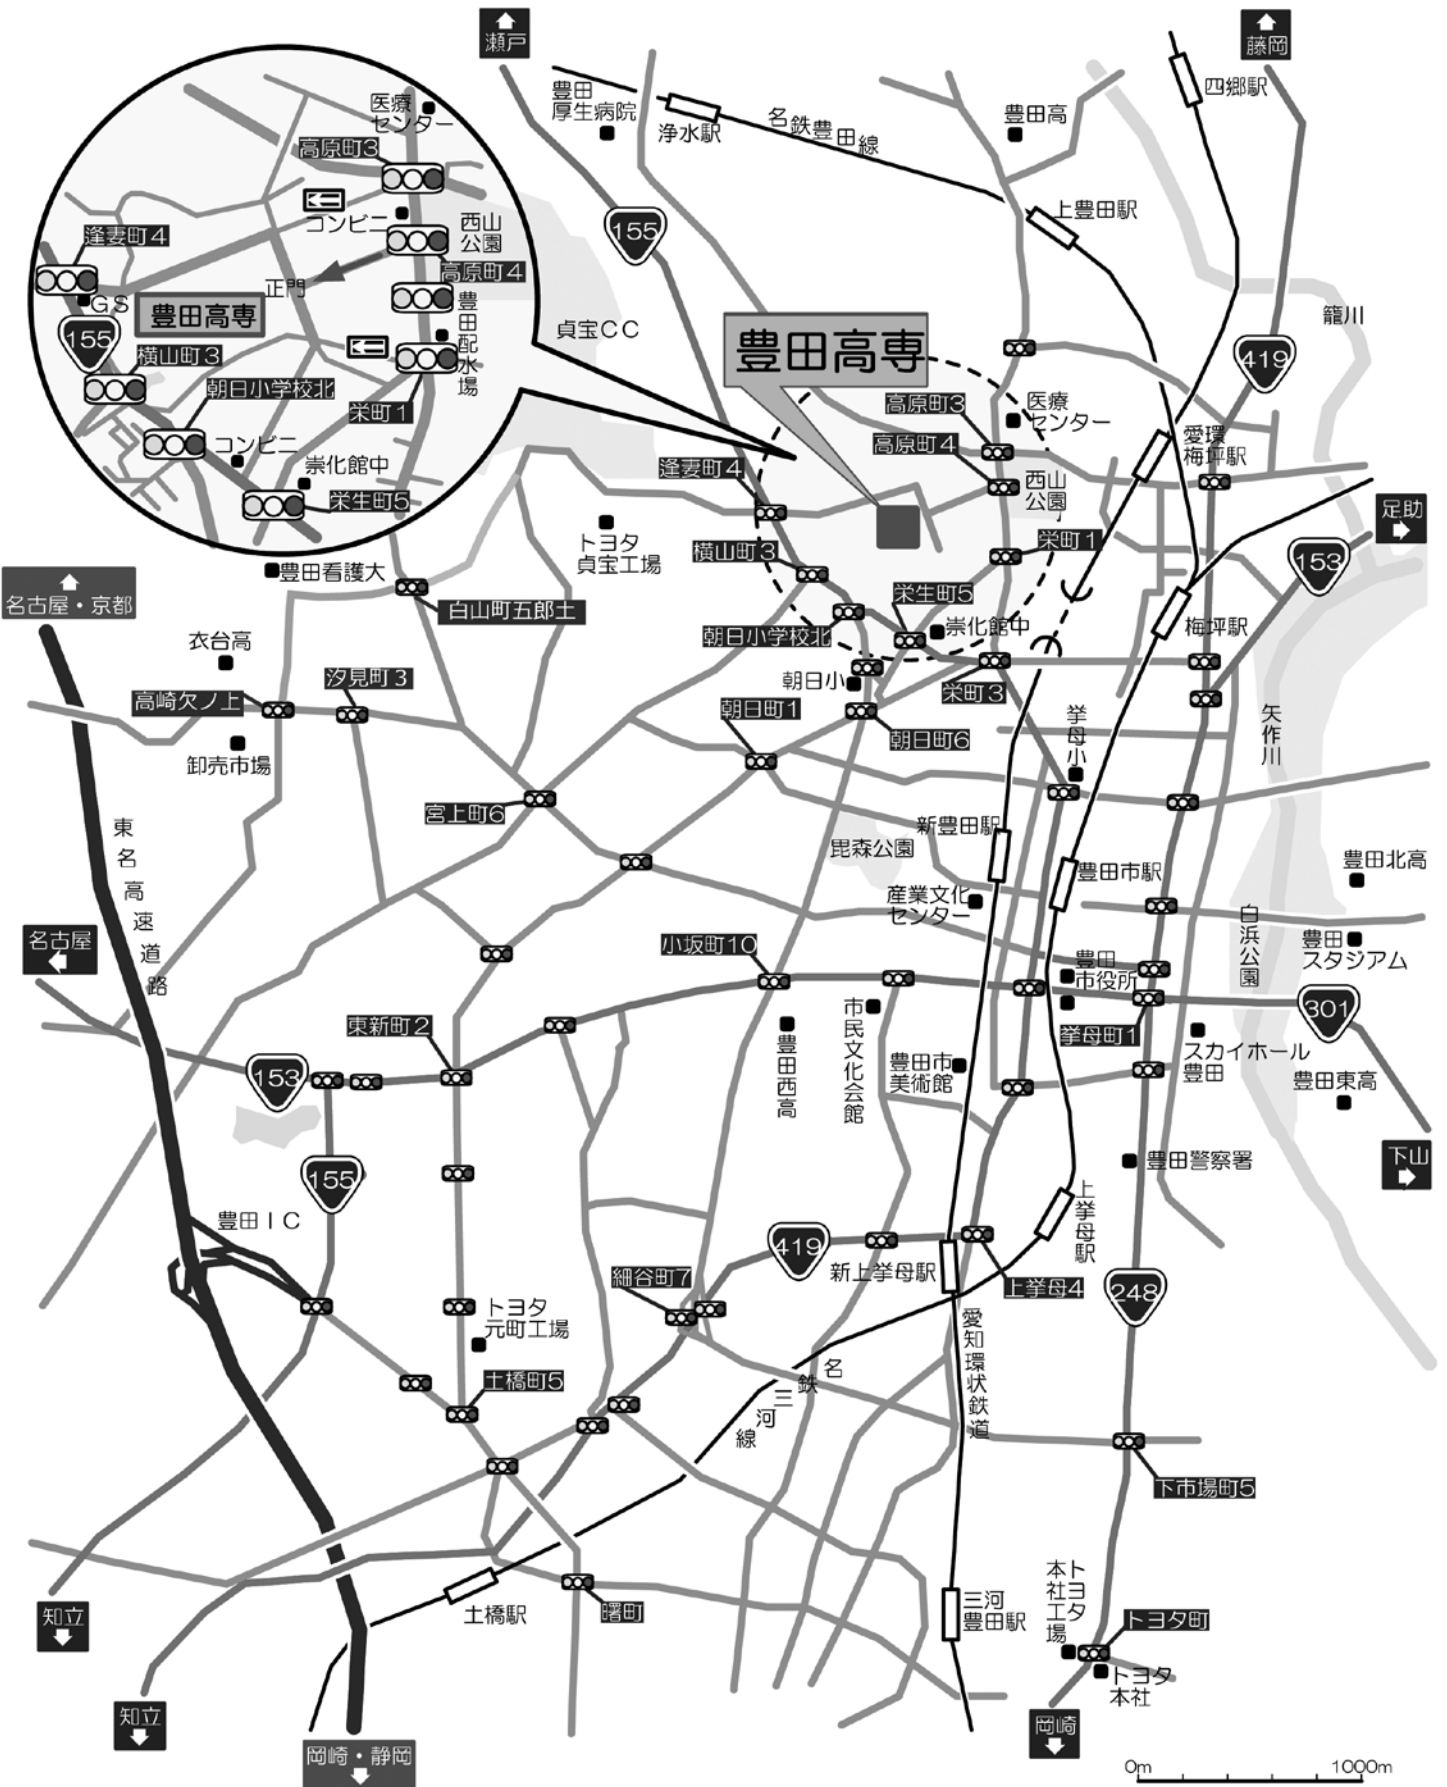 瀬戸
藤岡
豊田
厚生病院
浄水駅
名鉄豊田線
豊田高
四郷駅
上豊田駅
155
籠川
419
貞宝CC
豊田高専
医療
センター
高原町3
コンビニ
西山
公園
高原町4
逢妻町4
正門
GS
豊田高専
155
豊田配水場
横山町3
朝日小学校北
栄町1
コンビニ
崇化館中
栄生町5
高原町3
医療
センター
高原町4
西山
公園
愛環
梅坪駅
逢妻町4
足助
トヨタ
貞宝工場
横山町3
栄町1
153
栄生町5
崇化館中
朝日小学校北
梅坪駅
朝日小
栄町3
名古屋・京都
豊田看護大
白山町五郎土
衣台高
汐見町3
高崎欠ノ上
卸売市場
朝日町1
朝日町6
挙母小
矢作川
宮上町6
東名高速道路
新豊田駅
毘森公園
豊田市駅
豊田北高
産業文化
センター
白浜公園
豊田
スタジアム
名古屋
小坂町10
豊田
市役所
301
東新町2
市民文化会館
挙母町1
スカイホール
豊田
豊田西高
豊田市
美術館
豊田東高
153
155
豊田警察署
下山
豊田IC
上挙母駅
419
新上挙母駅
上挙母4
248
細谷町7
トヨタ
元町工場
愛知環状鉄道
名鉄三河線
土橋町5
下市場町5
土橋駅
曙町
三河
豊田駅
トヨタ
本社工場
トヨタ町
トヨタ
本社
知立
知立
岡崎・静岡
岡崎
0m
1000m